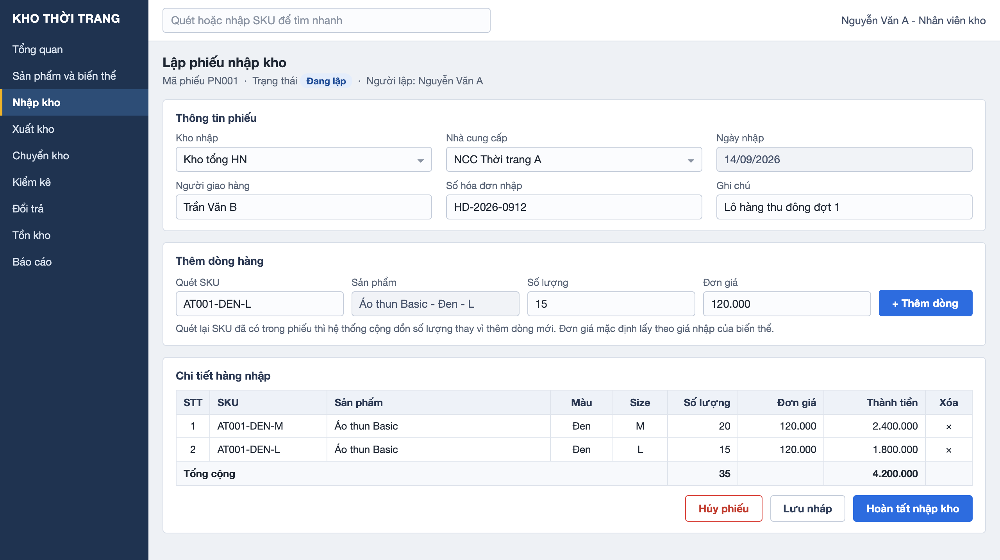 KHO THỜI TRANG
Tổng quan
Sản phẩm và biến thể
Nhập kho
Xuất kho
Chuyển kho
Kiểm kê
Đổi trả
Tồn kho
Báo cáo
Quét hoặc nhập SKU để tìm nhanh
Nguyễn Văn A - Nhân viên kho
Lập phiếu nhập kho
Mã phiếu PN001 · Trạng thái Đang lập · Người lập: Nguyễn Văn A
Thông tin phiếu
Kho nhập Nhà cung cấp Ngày nhập
Kho tổng HN NCC Thời trang A 14/09/2026
Người giao hàng Số hóa đơn nhập Ghi chú
Trần Văn B HD-2026-0912 Lô hàng thu đông đợt 1
Thêm dòng hàng
Quét SKU Sản phẩm Số lượng Đơn giá
AT001-DEN-L Áo thun Basic - Đen - L 15 120.000 + Thêm dòng
Quét lại SKU đã có trong phiếu thì hệ thống cộng dồn số lượng thay vì thêm dòng mới. Đơn giá mặc định lấy theo giá nhập của biến thể.
Chi tiết hàng nhập
STT SKU Sản phẩm Màu Size Số lượng Đơn giá Thành tiền Xóa
1 AT001-DEN-M Áo thun Basic Đen M 20 120.000 2.400.000 ×
2 AT001-DEN-L Áo thun Basic Đen L 15 120.000 1.800.000 ×
Tổng cộng 35 4.200.000
Hủy phiếu Lưu nháp Hoàn tất nhập kho